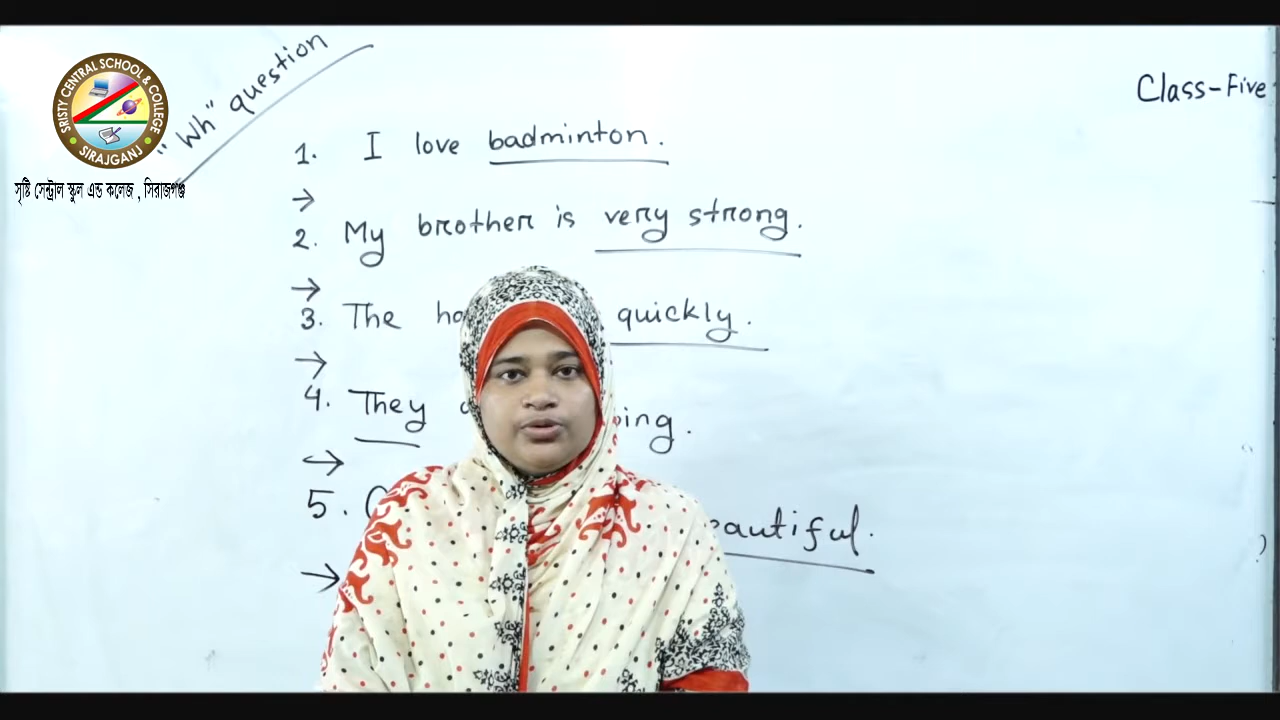 SRISTY CENTRAL SCHOOL & COLLEGE
SIRAJGANJ
সৃষ্টি সেন্ট্রাল স্কুল এন্ড কলেজ , সিরাজগঞ্জ
"Wh" question
Class-Five
1. I love badminton.
→
2. My brother is very strong.
→
3. The quickly.
→
4. They
→
5.
→